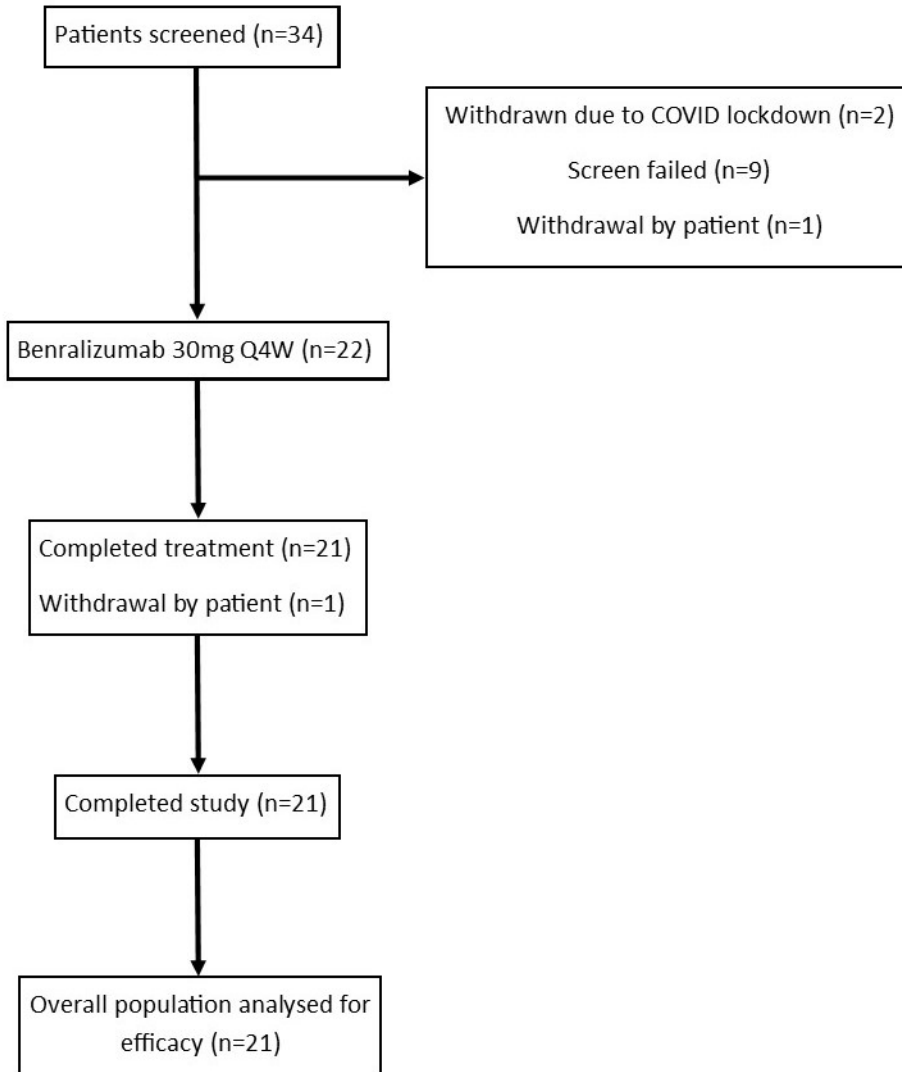 Patients screened (n=34)
Withdrawn due to COVID lockdown (n=2)
Screen failed (n=9)
Withdrawal by patient (n=1)
Benralizumab 30mg Q4W (n=22)
Completed treatment (n=21)
Withdrawal by patient (n=1)
Completed study (n=21)
Overall population analysed for
efficacy (n=21)